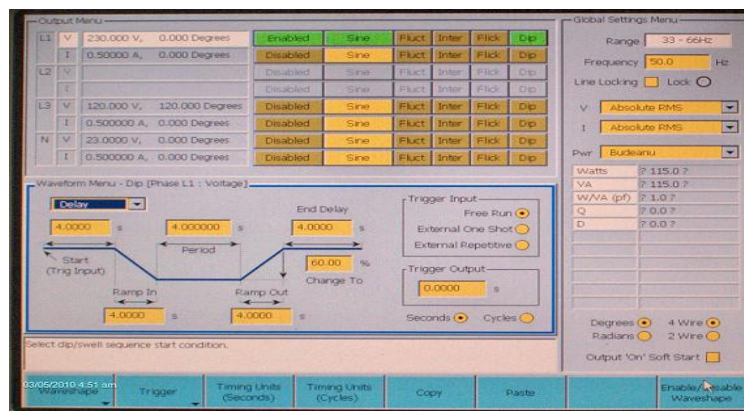 Output Menu
L1 V 230.000 V, 0.000 Degrees Enabled Sine Fluct Inter Flick Dip
I 0.50000 A, 0.000 Degrees Disabled Sine Fluct Inter Flick Dip
L2 V Disabled Sine Fluct Inter Flick Dip
I Disabled Sine Fluct Inter Flick Dip
L3 V 120.000 V, 120.000 Degrees Disabled Sine Fluct Inter Flick Dip
I 0.50000 A, 0.000 Degrees Disabled Sine Fluct Inter Flick Dip
N V 23.0000 V, 0.000 Degrees Disabled Sine Fluct Inter Flick Dip
I 0.50000 A, 0.000 Degrees Disabled Sine Fluct Inter Flick Dip
Global Settings Menu
Range 33 - 66Hz
Frequency 50.0 Hz
Line Locking Lock
V Absolute RMS
I Absolute RMS
Pwr Budeanu
Watts ? 115.0 ?
VA ? 115.0 ?
W/VA (pf) ? 1.0 ?
Q ? 0.0 ?
D ? 0.0 ?
Degrees 4 Wire
Radians 2 Wire
Output 'On' Soft Start
Waveform Menu - Dip [Phase L1 : Voltage]
Delay
End Delay
4.0000 s 4.000000 s 4.0000 s
Period
Start
(Trig Input)
60.00 %
Change To
Ramp In Ramp Out
4.0000 s 4.0000 s
Trigger Input
Free Run
External One Shot
External Repetitive
Trigger Output
0.0000 s
Seconds Cycles
Select dip/swell sequence start condition.
03/05/2010 4:51 am
Waveshape
Trigger
Timing Units
(Seconds)
Timing Units
(Cycles)
Copy
Paste
Enable/Disable
Waveshape